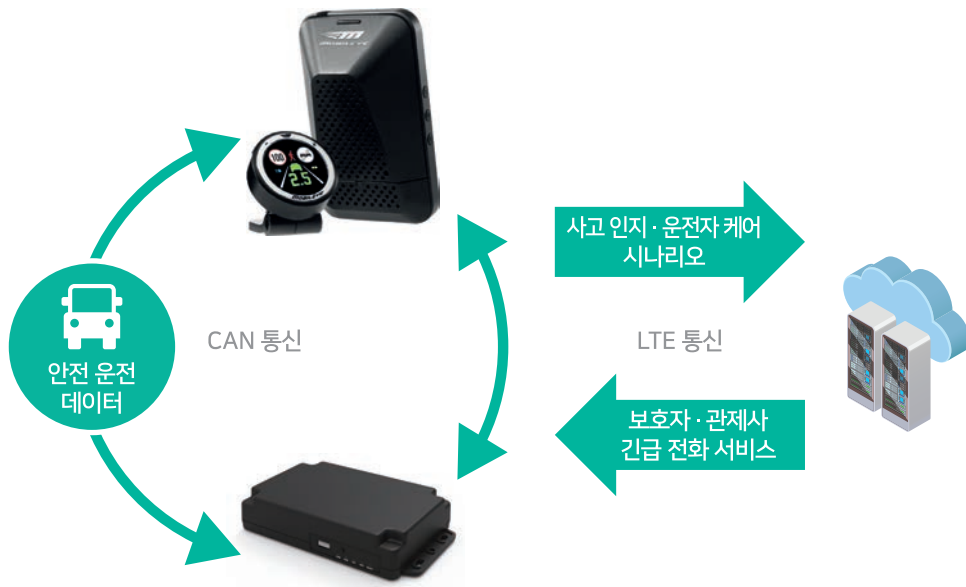 mobileye
100
2.5
사고 인지 · 운전자 케어
시나리오
CAN 통신
LTE 통신
안전 운전
데이터
보호자 · 관제사
긴급 전화 서비스